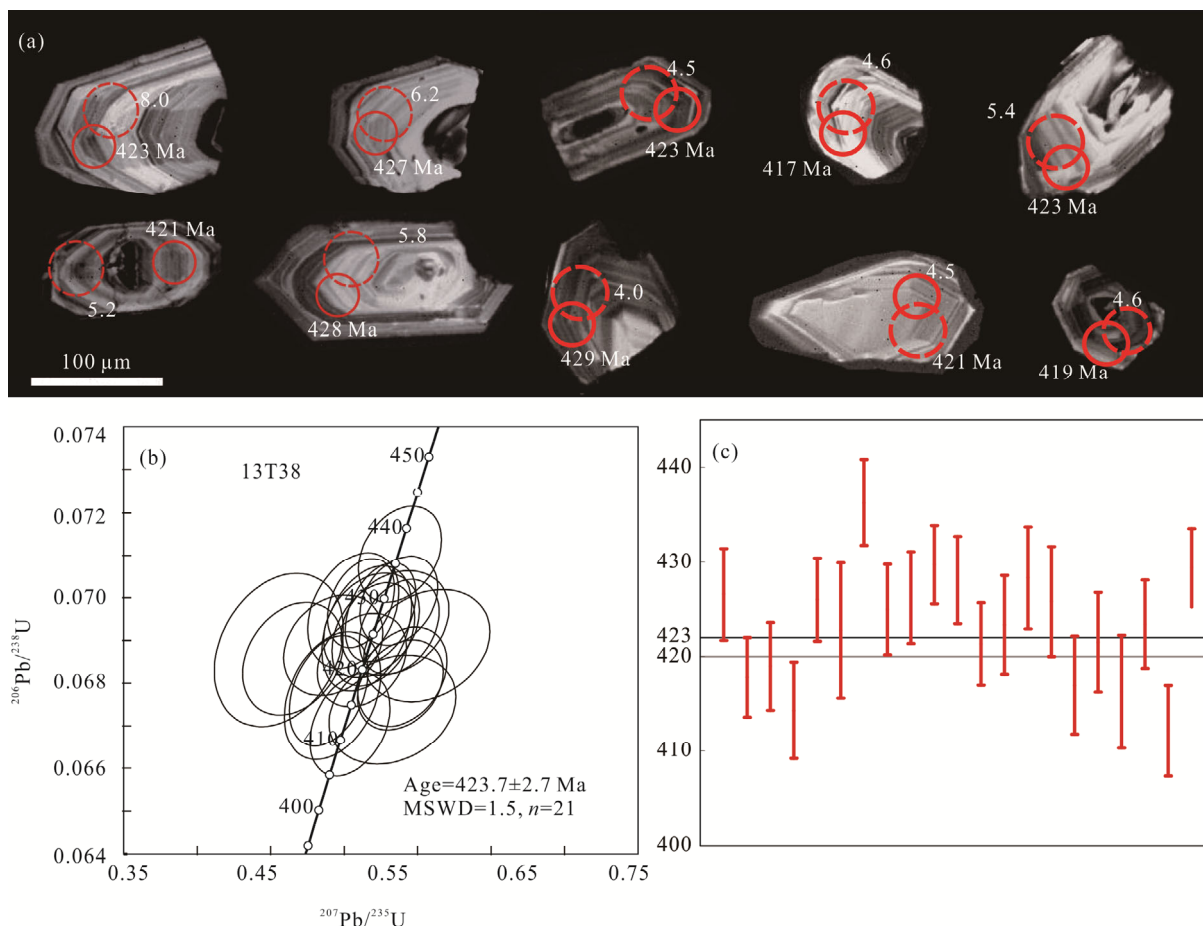 (a)
8.0
423 Ma
6.2
427 Ma
4.5
423 Ma
4.6
417 Ma
5.4
423 Ma
421 Ma
5.2
5.8
428 Ma
4.0
429 Ma
4.5
421 Ma
4.6
419 Ma
100 μm
(b)
13T38
0.074
0.072
0.070
0.068
0.066
0.064
²⁰⁶Pb/²³⁸U
450
440
430
420
410
400
Age=423.7±2.7 Ma
MSWD=1.5, n=21
0.35
0.45
0.55
0.75
²⁰⁷Pb/²³⁵U
(c)
440
430
423
420
410
400